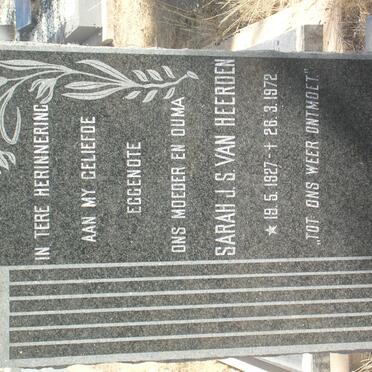 IN TERE HERINNERING
AAN MY GELIEFDE
EGGENOTE
ONS MOEDER EN OUMA
SARAH J. S. VAN HEERDEN
★ 19. 5. 1927 - † 26. 3. 1972
„TOT ONS WEER ONTMOET."